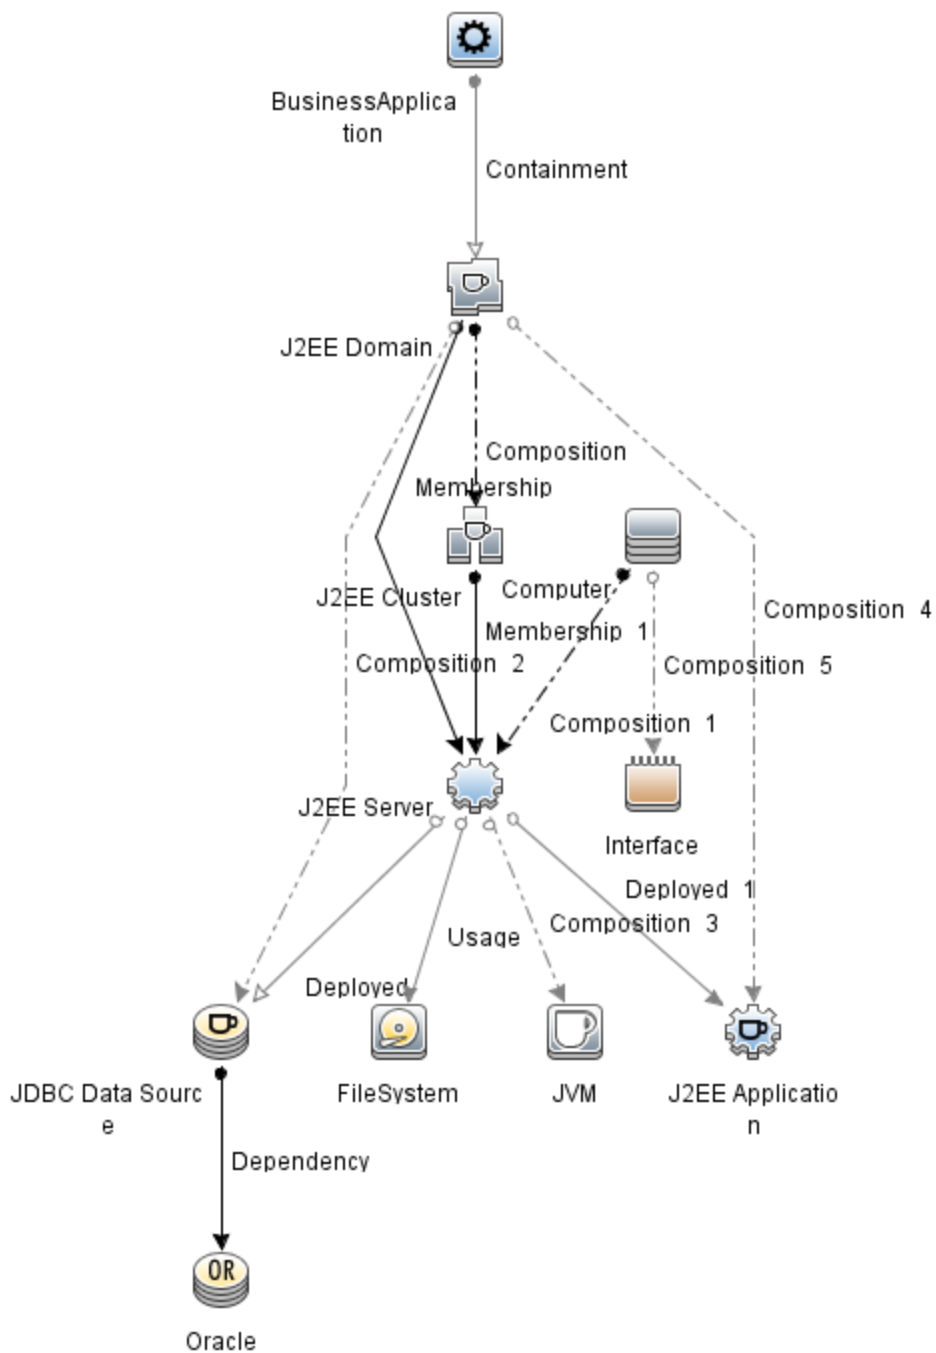 BusinessApplica
tion
Containment
J2EE Domain
Composition
Membership
J2EE Cluster
Computer
Membership 1
Composition 4
Composition 2
Composition 5
Composition 1
J2EE Server
Interface
Deployed 1
Composition 3
Usage
Deployed
JDBC Data Sourc
e
FileSystem
JVM
J2EE Applicatio
n
Dependency
OR
Oracle